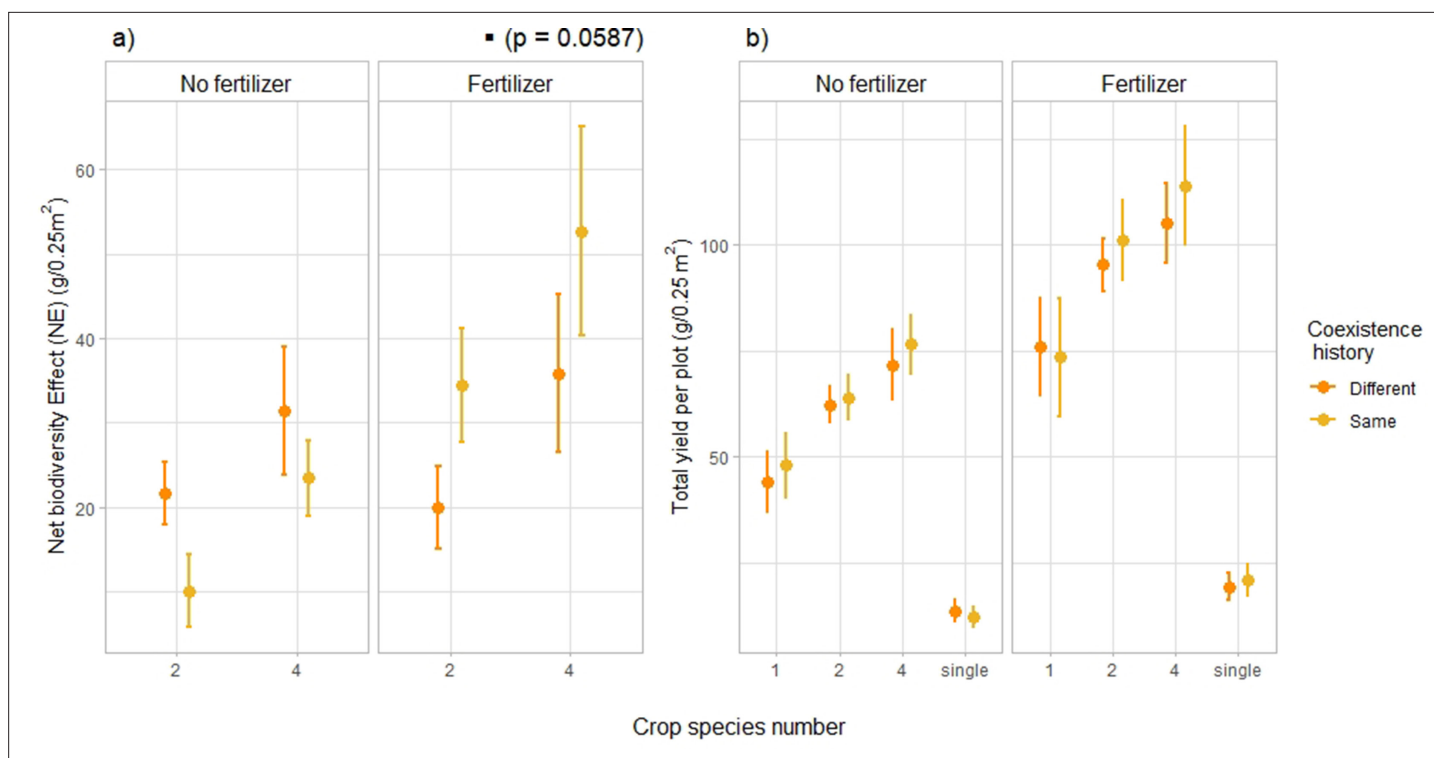 a)
▪ (p = 0.0587)
No fertilizer
Fertilizer
Net biodiversity Effect (NE) (g/0.25m²)
60
40
20
2
4
2
4
b)
No fertilizer
Fertilizer
Total yield per plot (g/0.25 m²)
100
50
1
2
4
single
1
2
4
single
Crop species number
Coexistence
history
Different
Same